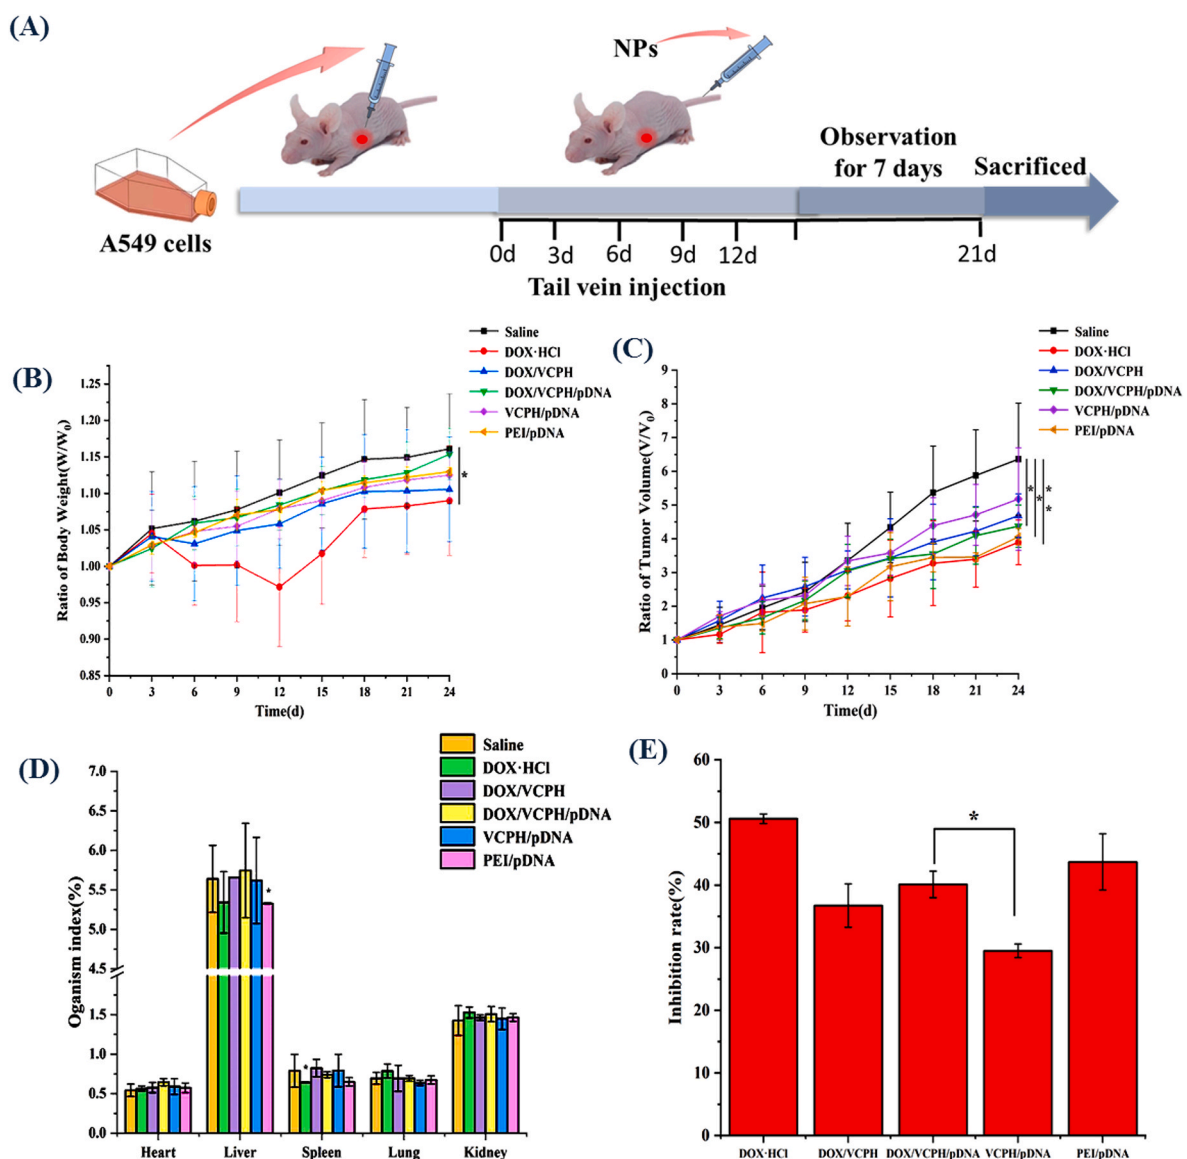 (A)
NPs
Observation
for 7 days
Sacrificed
A549 cells
0d 3d 6d 9d 12d 21d
Tail vein injection
(B)
Saline
DOX·HCl
DOX/VCPH
DOX/VCPH/pDNA
VCPH/pDNA
PEI/pDNA
Ratio of Body Weight(W/W0)
1.25
1.20
1.15
1.10
1.05
1.00
0.95
0.90
0.85
*
0 3 6 9 12 15 18 21 24
Time(d)
(C)
Saline
DOX·HCl
DOX/VCPH
DOX/VCPH/pDNA
VCPH/pDNA
PEI/pDNA
Ratio of Tumor Volume(V/V0)
9
8
7
6
5
4
3
2
1
0
*
*
**
0 3 6 9 12 15 18 21 24
Time(d)
(D)
Saline
DOX·HCl
DOX/VCPH
DOX/VCPH/pDNA
VCPH/pDNA
PEI/pDNA
Oganism index(%)
7.0
6.5
6.0
5.5
5.0
4.5
1.5
1.0
0.5
0.0
*
*
Heart Liver Spleen Lung Kidney
(E)
Inhibition rate(%)
60
50
40
30
20
10
0
*
DOX·HCl DOX/VCPH DOX/VCPH/pDNA VCPH/pDNA PEI/pDNA